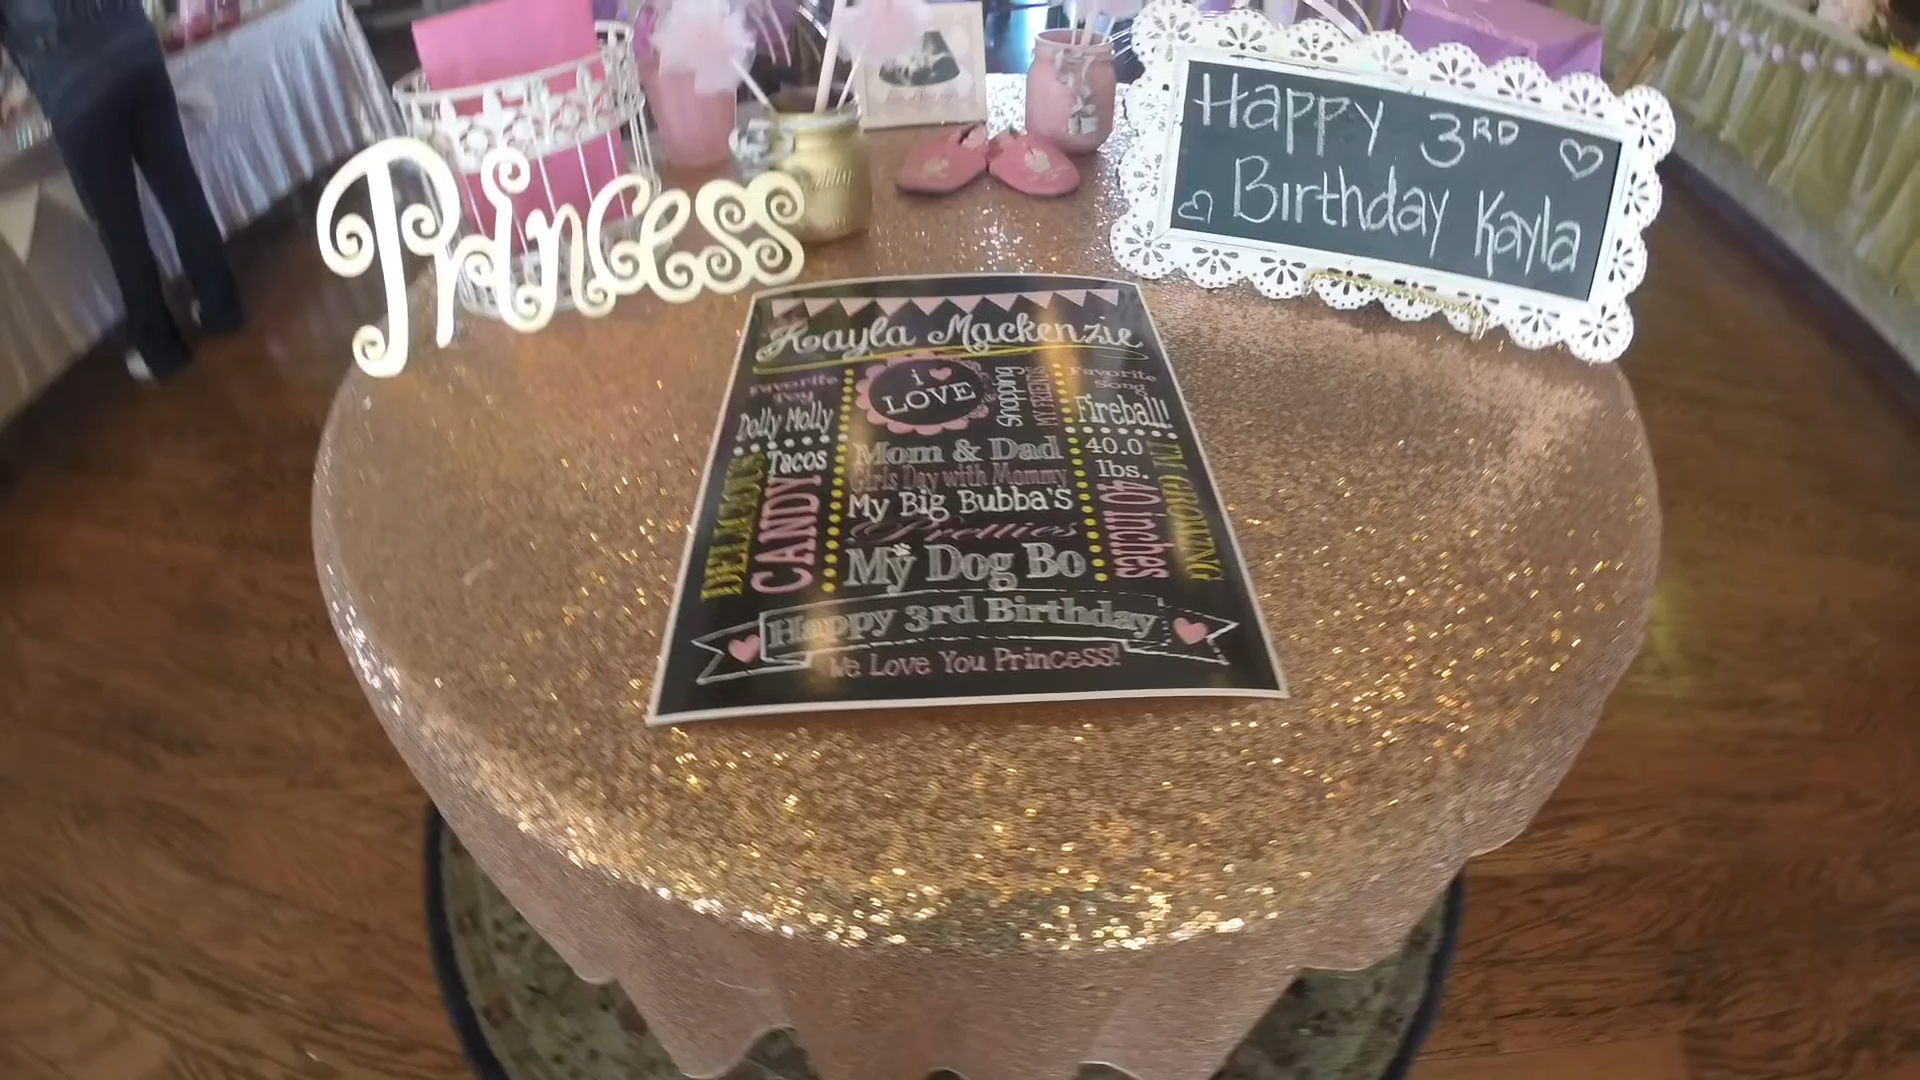 Princess
Happy 3RD
Birthday Kayla
Kayla Mackenzie
Favorite
Toy
Dolly Molly
DELICIOUS
Tacos
CANDY
i
LOVE
Shopping
MY FRIENDS
Mom & Dad
Girls Day with Mommy
My Big Bubba's
Pretties
My Dog Bo
Favorite
Song
Fireball!
40.0
lbs.
40 Inches
I'M GROWING
Happy 3rd Birthday
We Love You Princess!